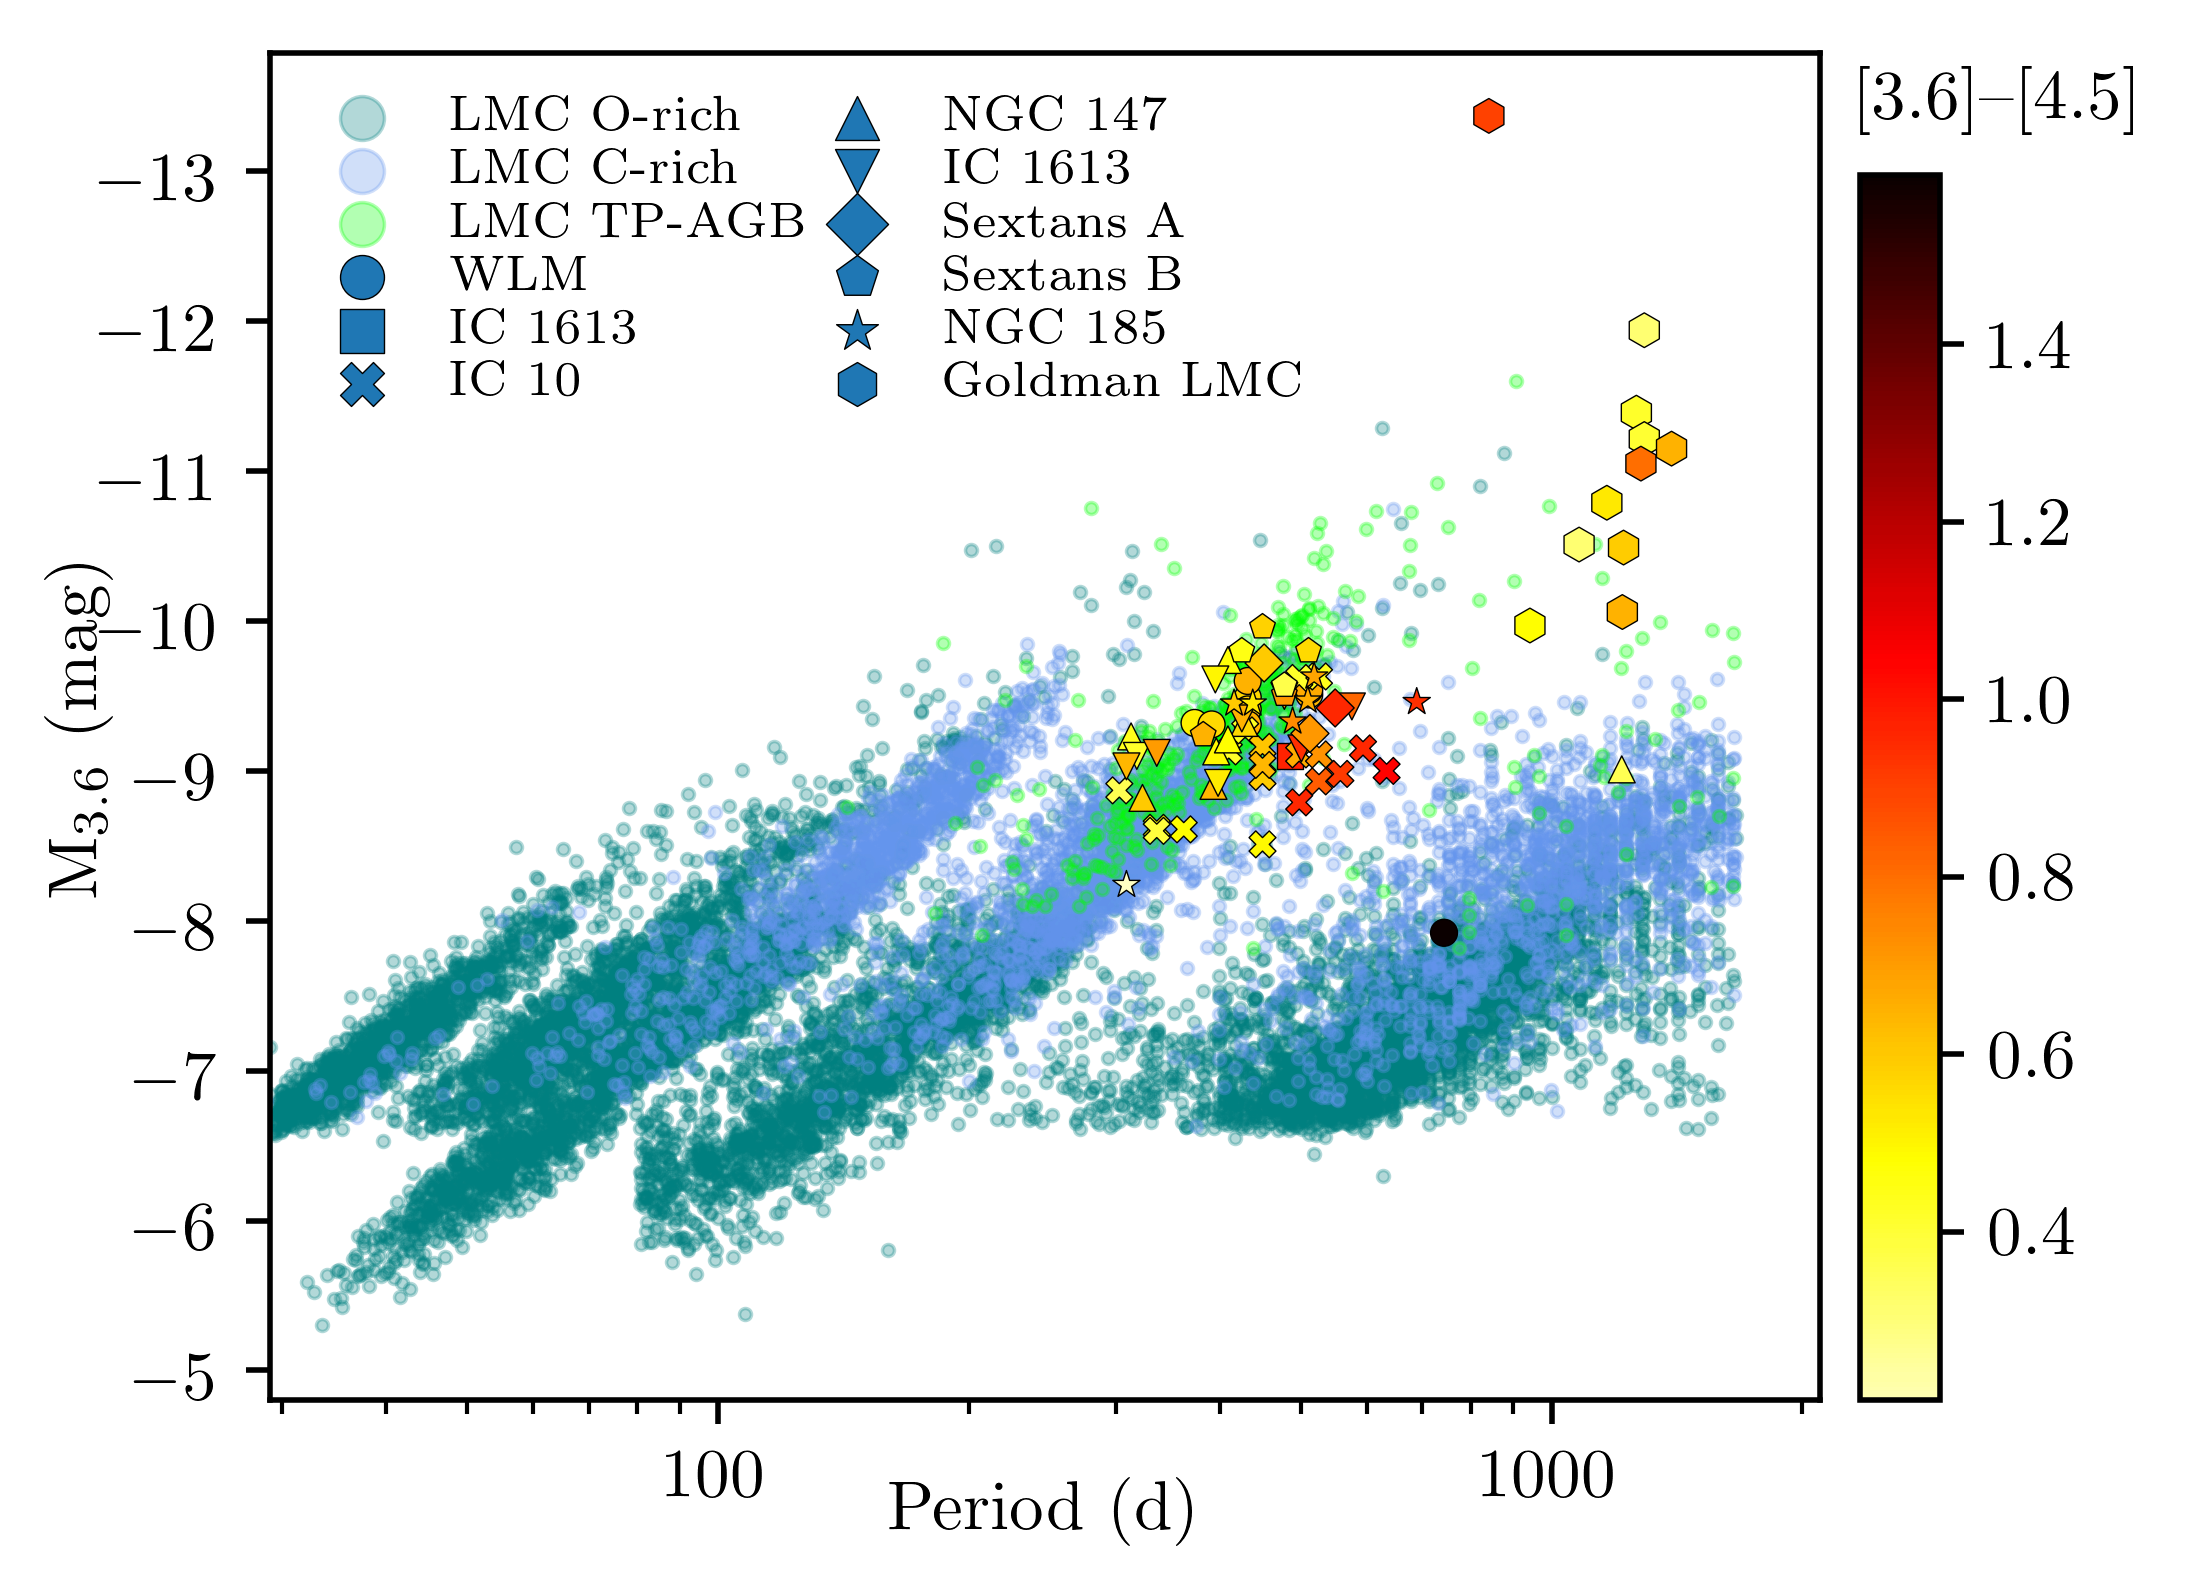 LMC O-rich
LMC C-rich
LMC TP-AGB
WLM
IC 1613
IC 10
NGC 147
IC 1613
Sextans A
Sextans B
NGC 185
Goldman LMC
[3.6]–[4.5]
−13
−12
−11
−10
−9
−8
−7
−6
−5
M3.6 (mag)
1.4
1.2
1.0
0.8
0.6
0.4
100
1000
Period (d)